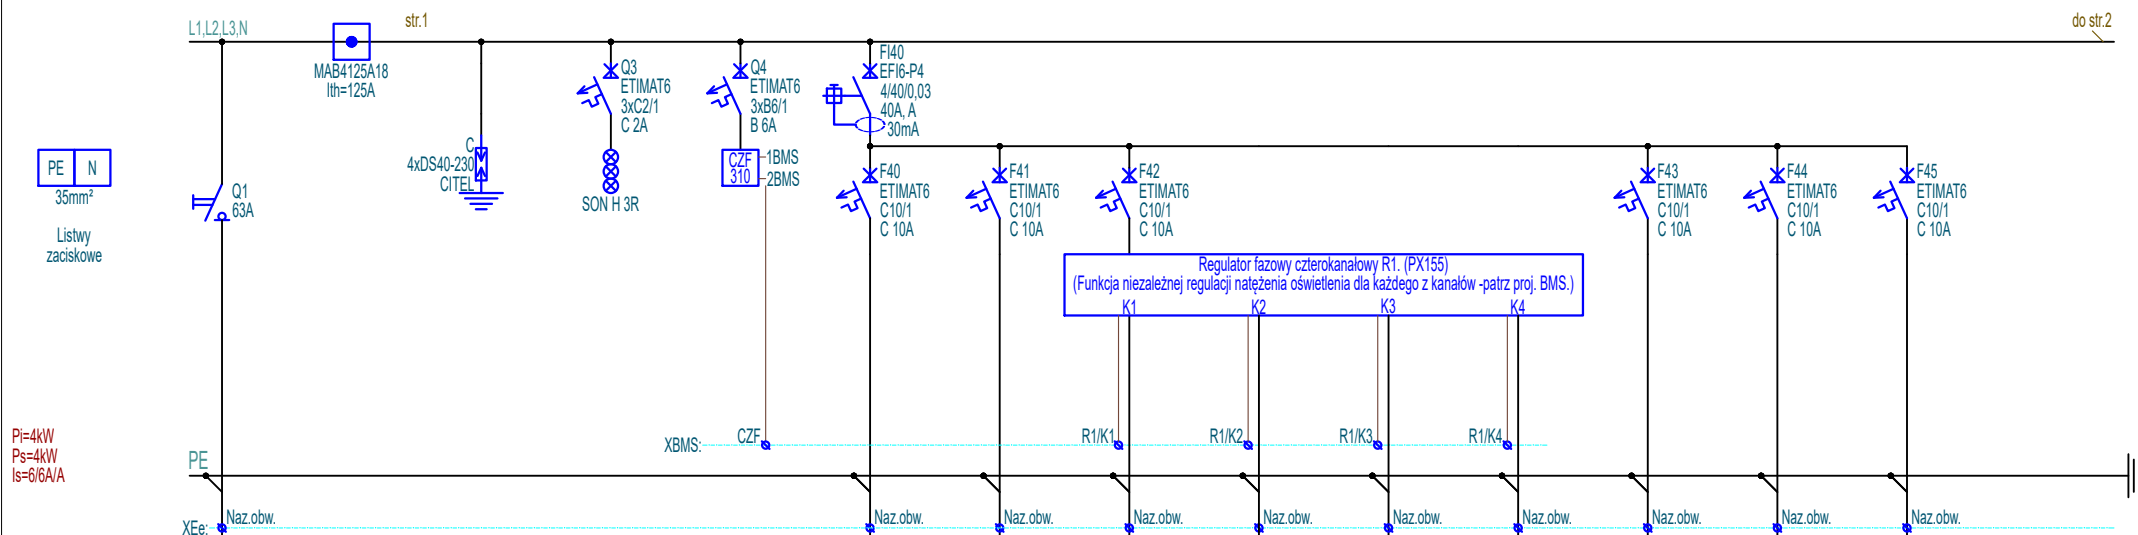 L1,L2,L3,N
str.1
do str.2
MAB4125A18
Ith=125A
Q3
ETIMAT6
3xC2/1
C 2A
Q4
ETIMAT6
3xB6/1
B 6A
FI40
EFI6-P4
4/40/0,03
40A, A
30mA
PE N
35mm²
Listwy
zaciskowe
Q1
63A
C
4xDS40-230
CITEL
SON H 3R
CZF
310
1BMS
2BMS
F40
ETIMAT6
C10/1
C 10A
F41
ETIMAT6
C10/1
C 10A
F42
ETIMAT6
C10/1
C 10A
F43
ETIMAT6
C10/1
C 10A
F44
ETIMAT6
C10/1
C 10A
F45
ETIMAT6
C10/1
C 10A
Regulator fazowy czterokanałowy R1. (PX155)
(Funkcja niezależnej regulacji natężenia oświetlenia dla każdego z kanałów -patrz proj. BMS.)
K1 K2 K3 K4
Pi=4kW
Ps=4kW
Is=6/6A/A
XBMS: CZF R1/K1 R1/K2 R1/K3 R1/K4
PE
XEe: Naz.obw. Naz.obw. Naz.obw. Naz.obw. Naz.obw. Naz.obw. Naz.obw. Naz.obw. Naz.obw. Naz.obw.